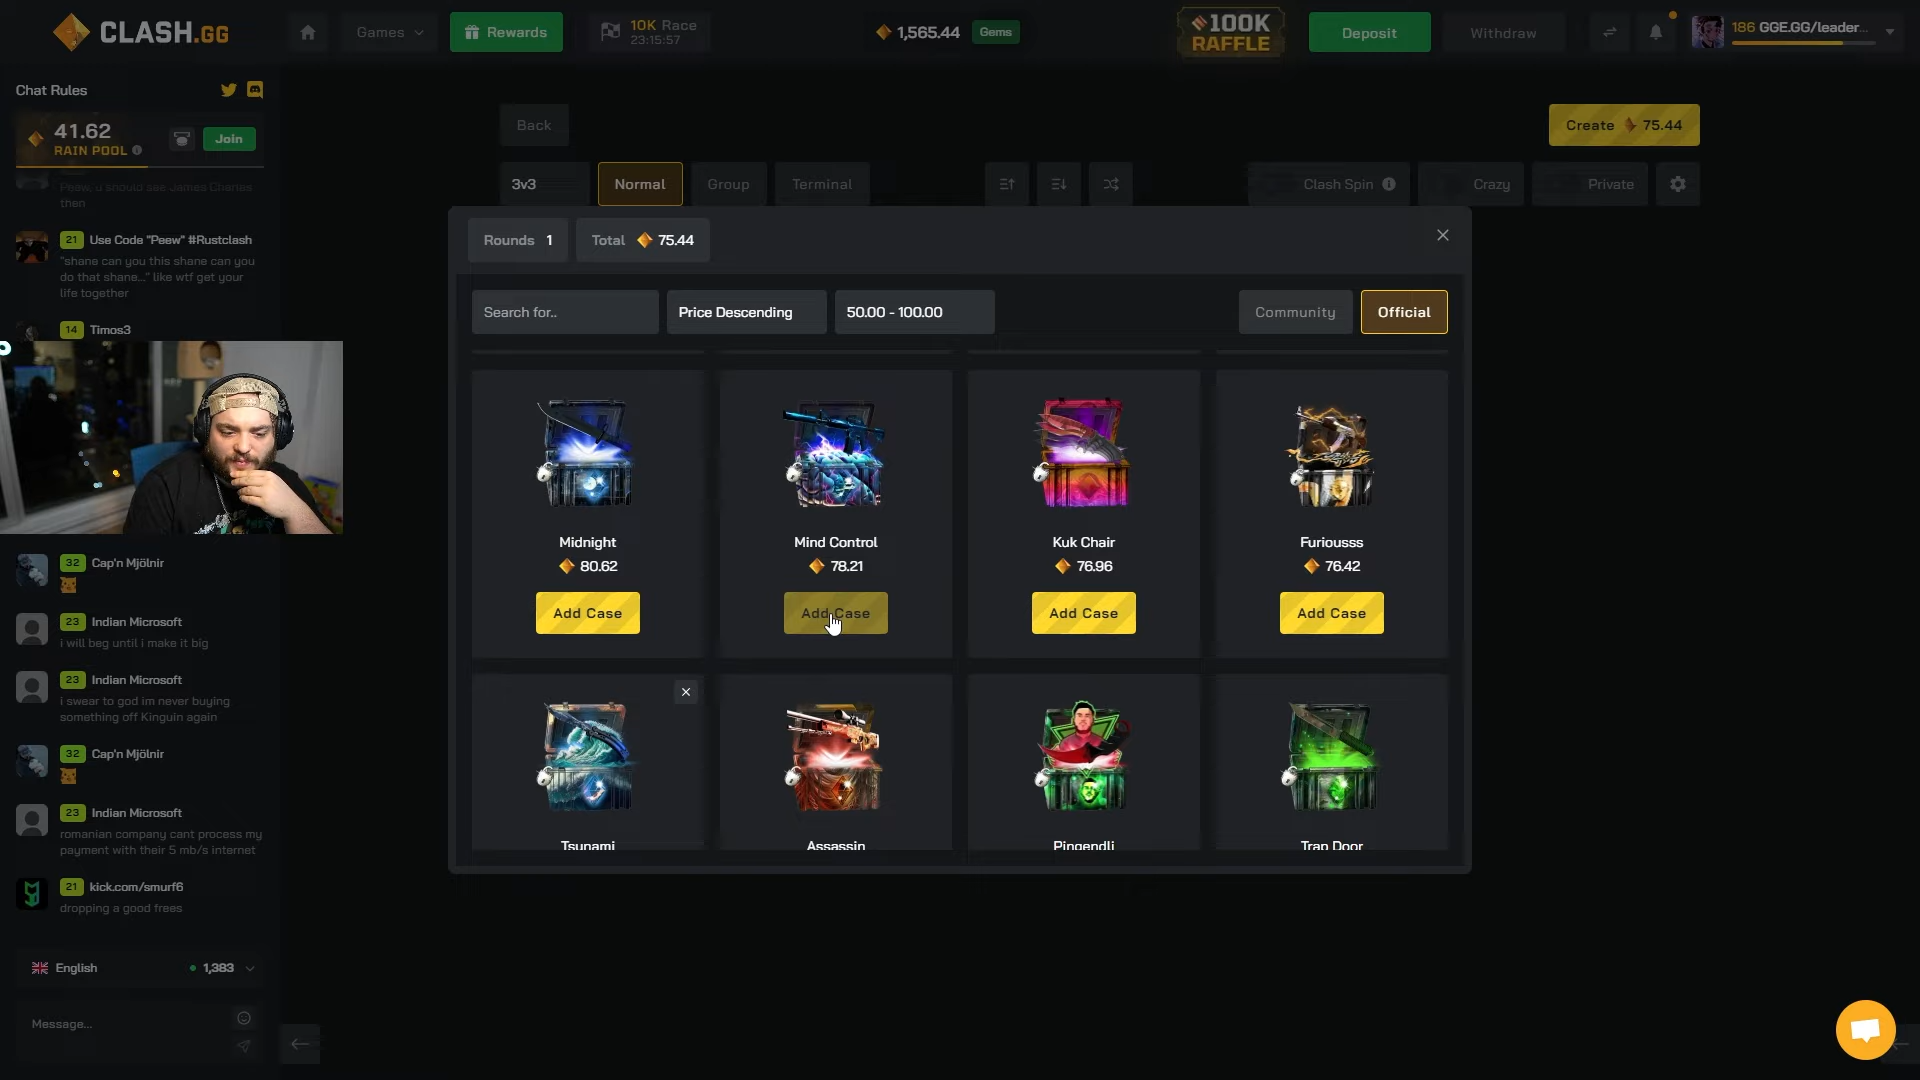 CLASH.GG
Games
Rewards
10K Race
23:15:57
1,565.44
Gems
100K
RAFFLE
Deposit
Withdraw
186 GGE.GG/leader...
Chat Rules
41.62
RAIN POOL
Join
Peew, u should see James Charles
then
21 Use Code "Peew" #Rustclash
"shane can you this shane can you
do that shane..." like wtf get your
life together
14 Timos3
32 Cap'n Mjölnir
23 Indian Microsoft
i will beg until i make it big
23 Indian Microsoft
i swear to god im never buying
something off Kinguin again
32 Cap'n Mjölnir
23 Indian Microsoft
romanian company cant process my
payment with their 5 mb/s internet
21 kick.com/smurf6
dropping a good frees
English
1,383
Message...
Back
Create 75.44
3v3
Normal
Group
Terminal
Clash Spin
Crazy
Private
Rounds 1
Total 75.44
Search for..
Price Descending
50.00 - 100.00
Community
Official
Midnight
80.62
Add Case
Mind Control
78.21
Add Case
Kuk Chair
76.96
Add Case
Furiousss
76.42
Add Case
Tsunami
Assassin
Pingendli
Trap Door